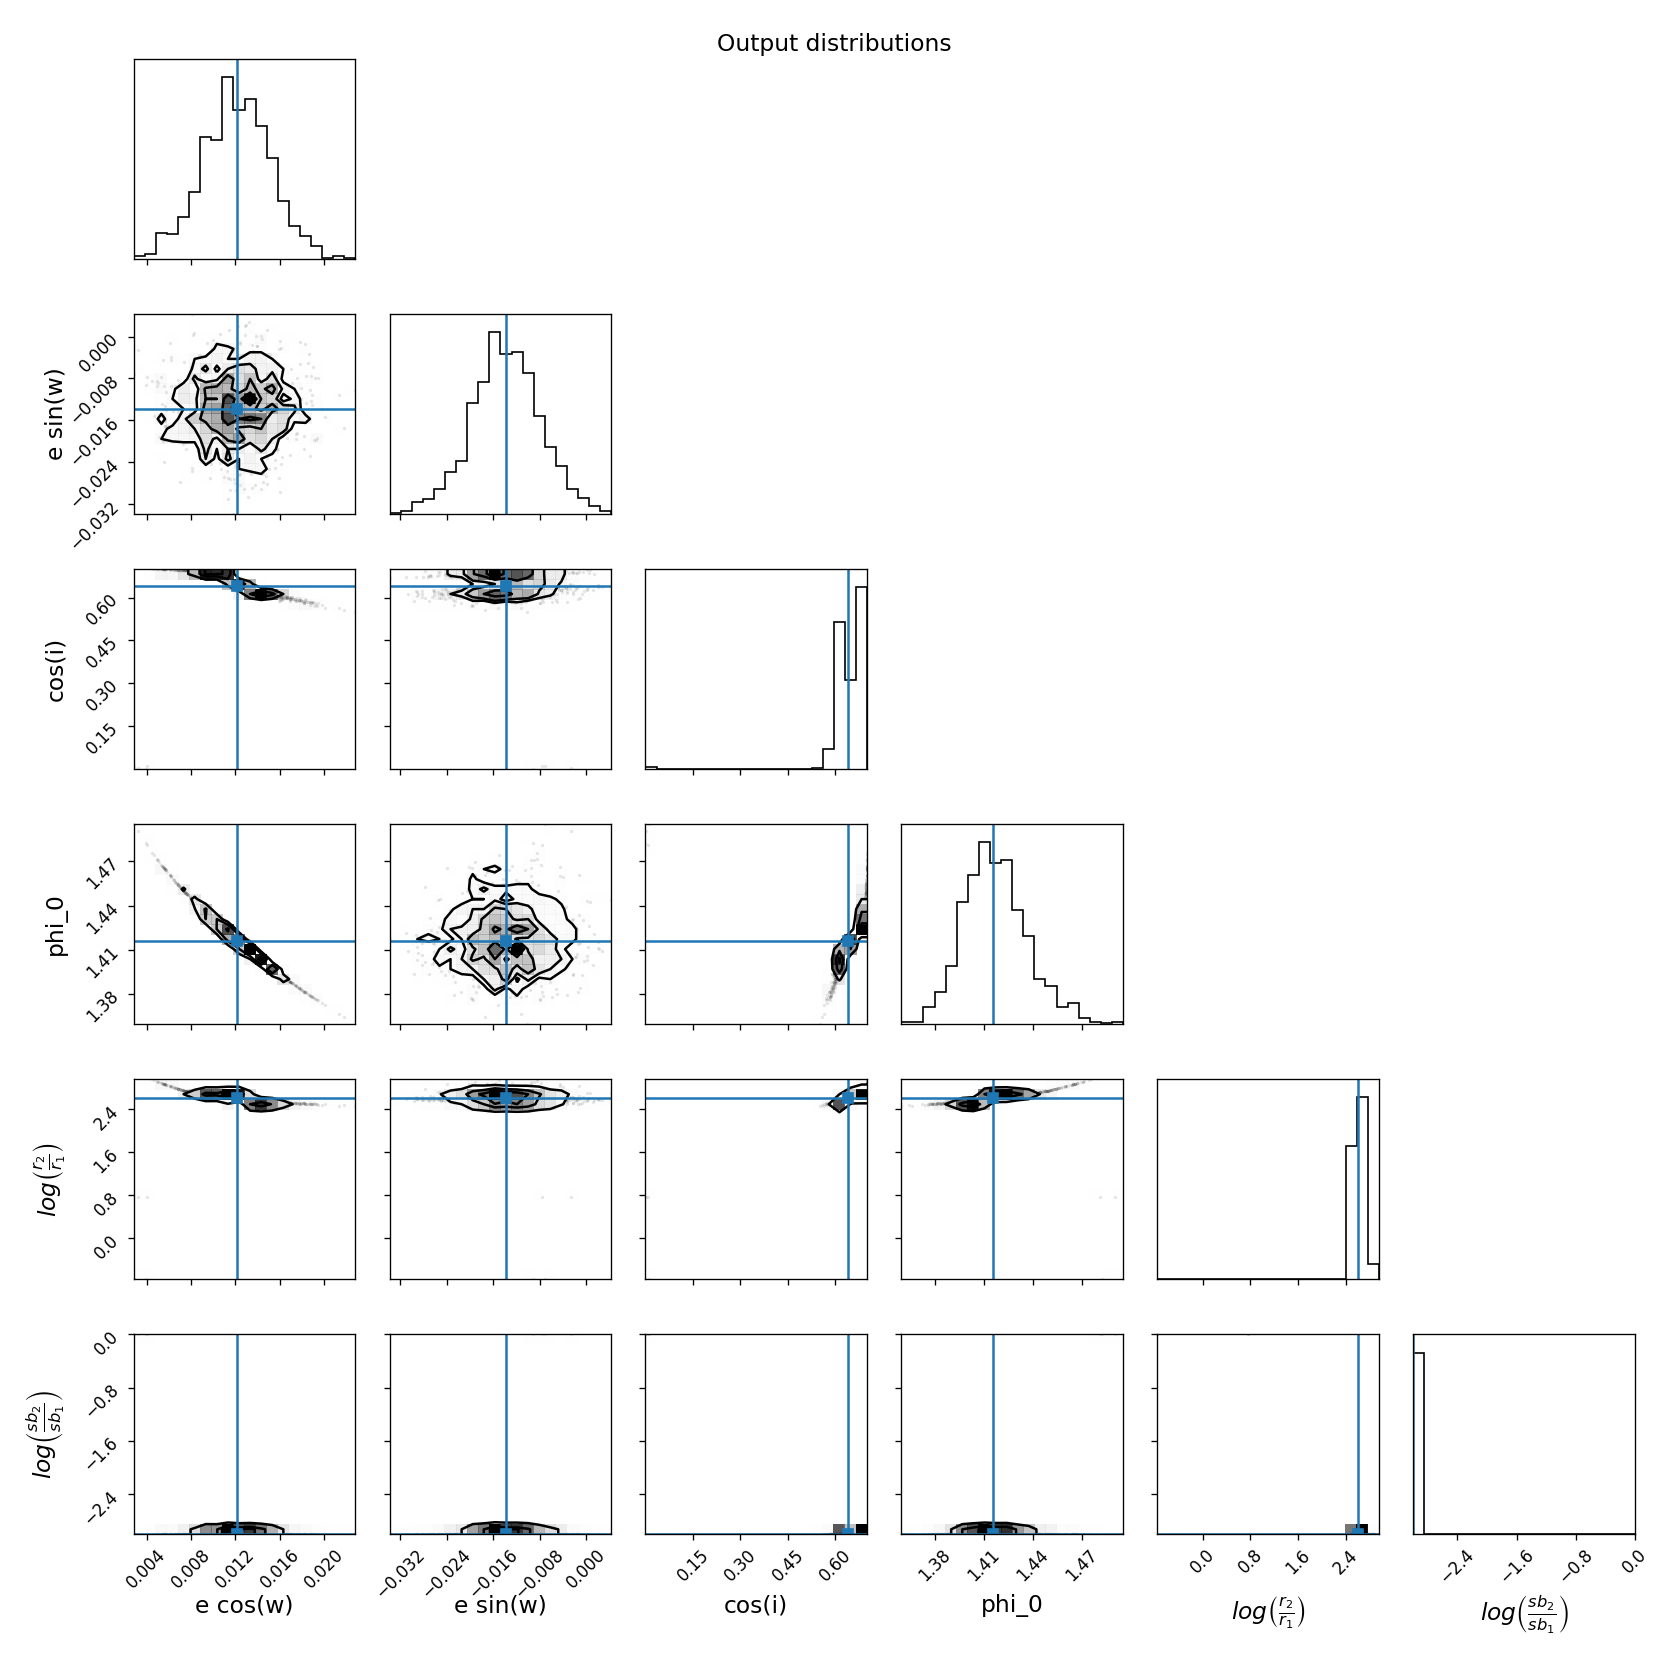 Output distributions
e sin(w)
0.000
−0.008
−0.016
−0.024
−0.032
cos(i)
0.60
0.45
0.30
0.15
phi_0
1.47
1.44
1.41
1.38
log(r₂/r₁)
2.4
1.6
0.8
0.0
log(sb₂/sb₁)
0.0
−0.8
−1.6
−2.4
0.004 0.008 0.012 0.016 0.020
−0.032 −0.024 −0.016 −0.008 0.000
0.15 0.30 0.45 0.60
1.38 1.41 1.44 1.47
0.0 0.8 1.6 2.4
−2.4 −1.6 −0.8 0.0
e cos(w)
e sin(w)
cos(i)
phi_0
log(r₂/r₁)
log(sb₂/sb₁)